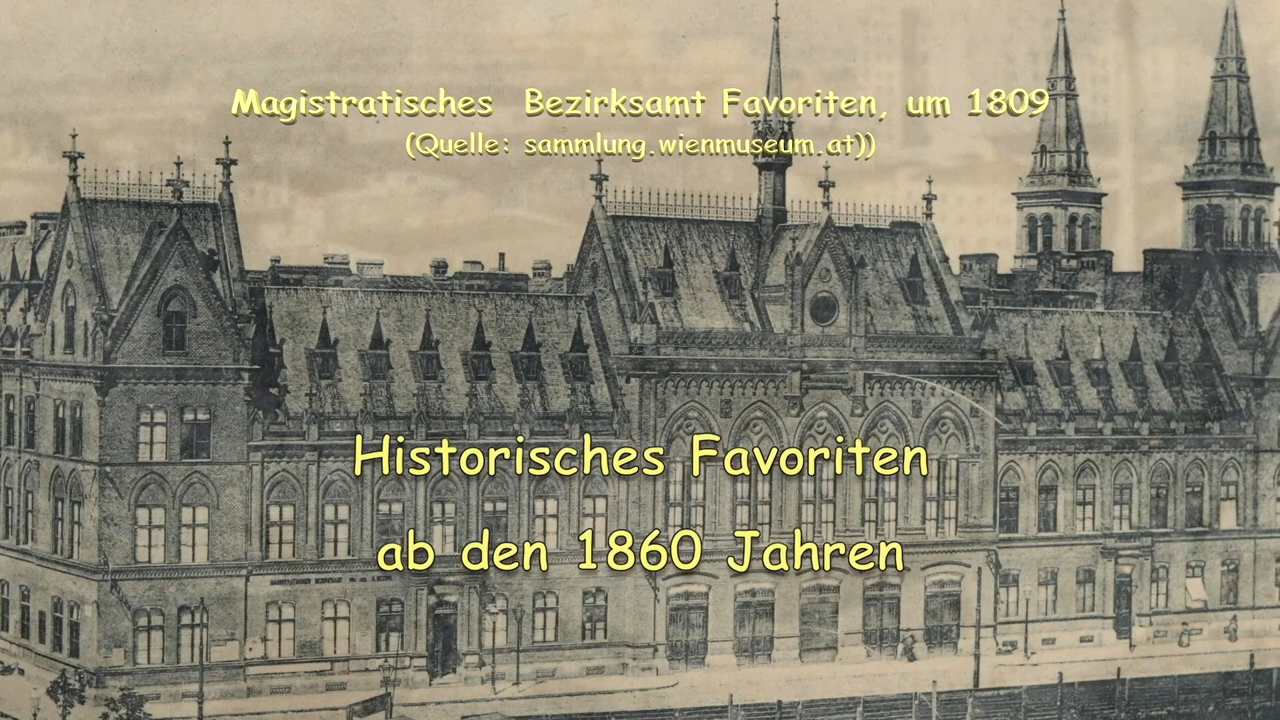 Magistratisches Bezirksamt Favoriten, um 1809
(Quelle: sammlung.wienmuseum.at))
Historisches Favoriten
ab den 1860 Jahren